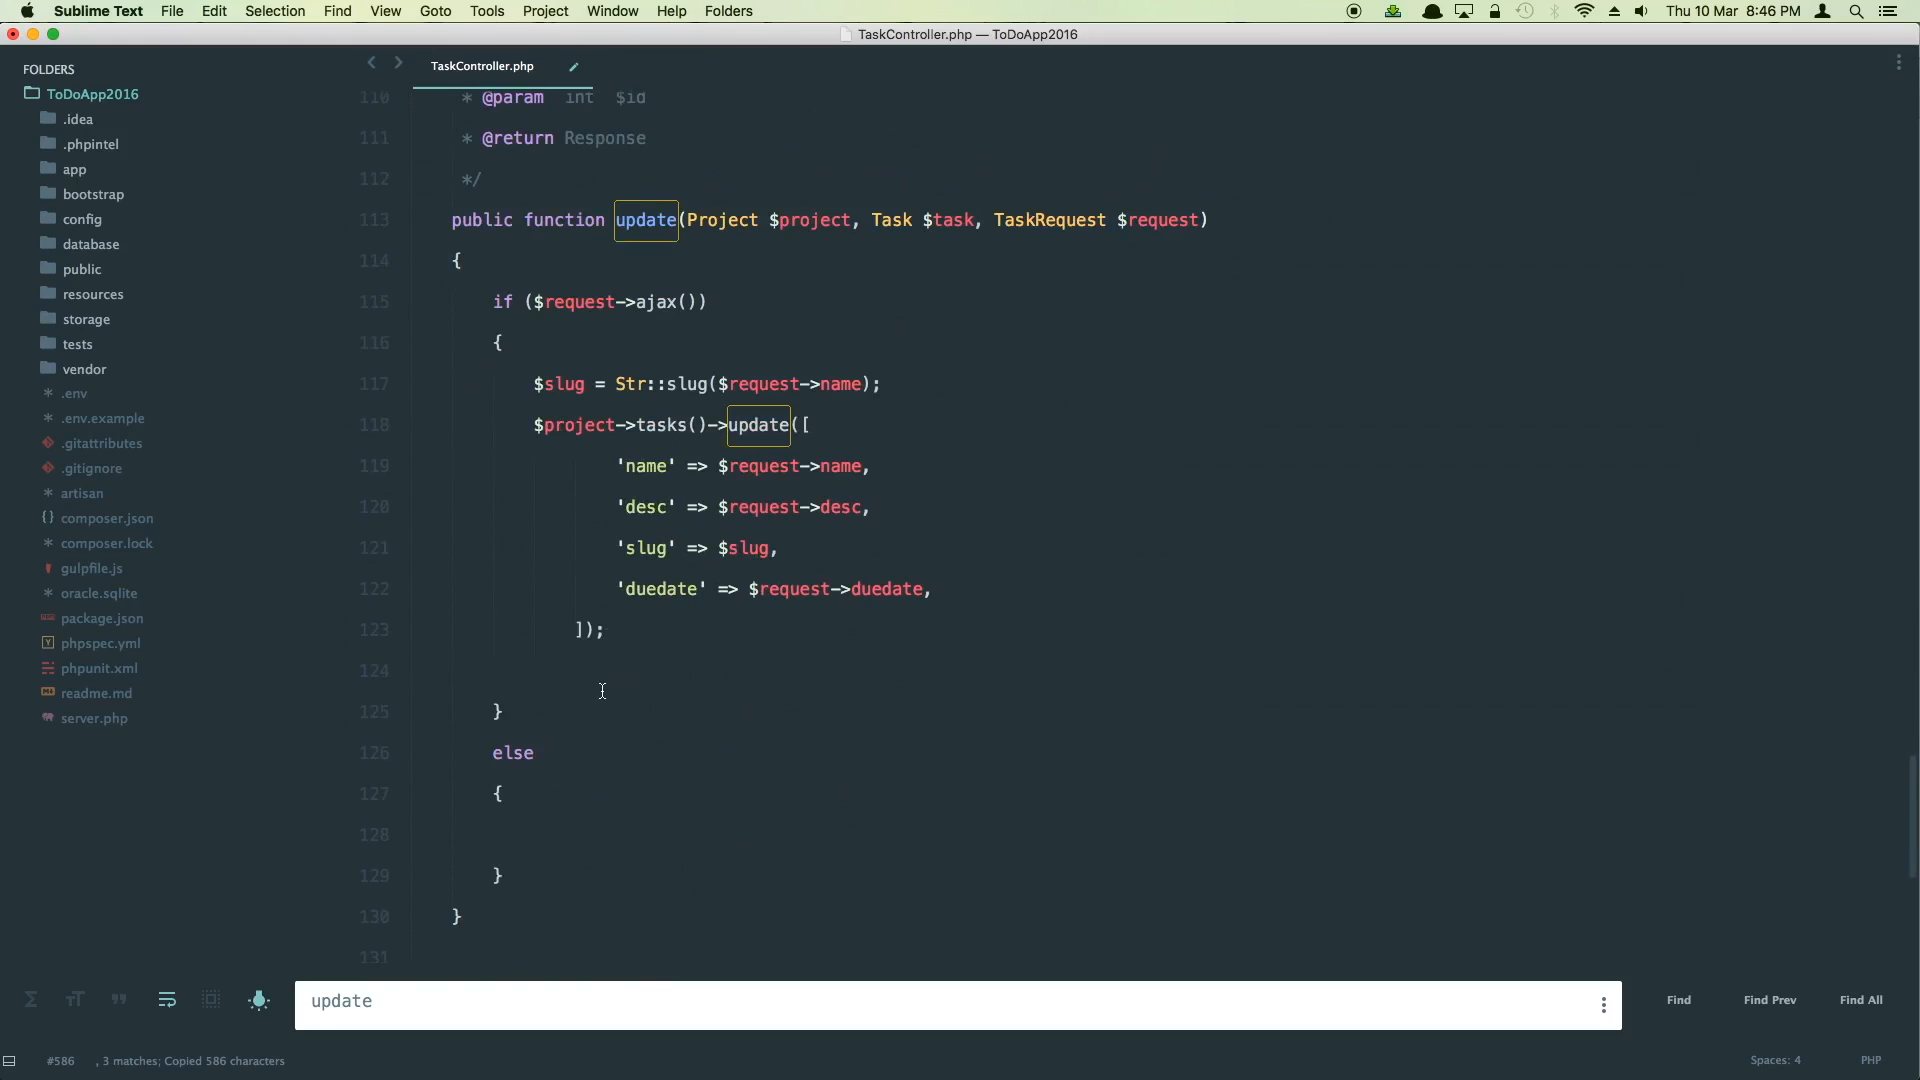 Sublime Text File Edit Selection Find View Goto Tools Project Window Help Folders Thu 10 Mar 8:46 PM
TaskController.php — ToDoApp2016
FOLDERS
ToDoApp2016
.idea
.phpintel
app
bootstrap
config
database
public
resources
storage
tests
vendor
.env
.env.example
.gitattributes
.gitignore
artisan
composer.json
composer.lock
gulpfile.js
oracle.sqlite
package.json
phpspec.yml
phpunit.xml
readme.md
server.php
TaskController.php
110 * @param int $id
111 * @return Response
112 */
113 public function update(Project $project, Task $task, TaskRequest $request)
114 {
115 if ($request->ajax())
116 {
117 $slug = Str::slug($request->name);
118 $project->tasks()->update([
119 'name' => $request->name,
120 'desc' => $request->desc,
121 'slug' => $slug,
122 'duedate' => $request->duedate,
123 ]);
124
125 }
126 else
127 {
128
129 }
130 }
131
update
Find Find Prev Find All
#586 , 3 matches; Copied 586 characters
Spaces: 4 PHP